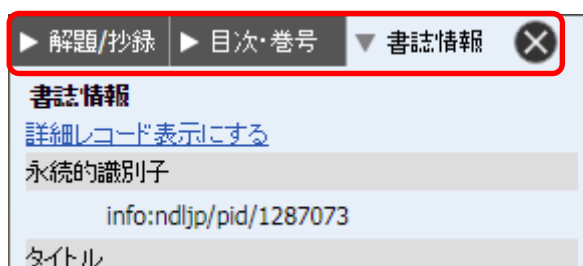 ▶ 解題/抄録 ▶ 目次・巻号 ▼ 書誌情報
書誌情報
詳細レコード表示にする
永続的識別子
info:ndljp/pid/1287073
タイトル